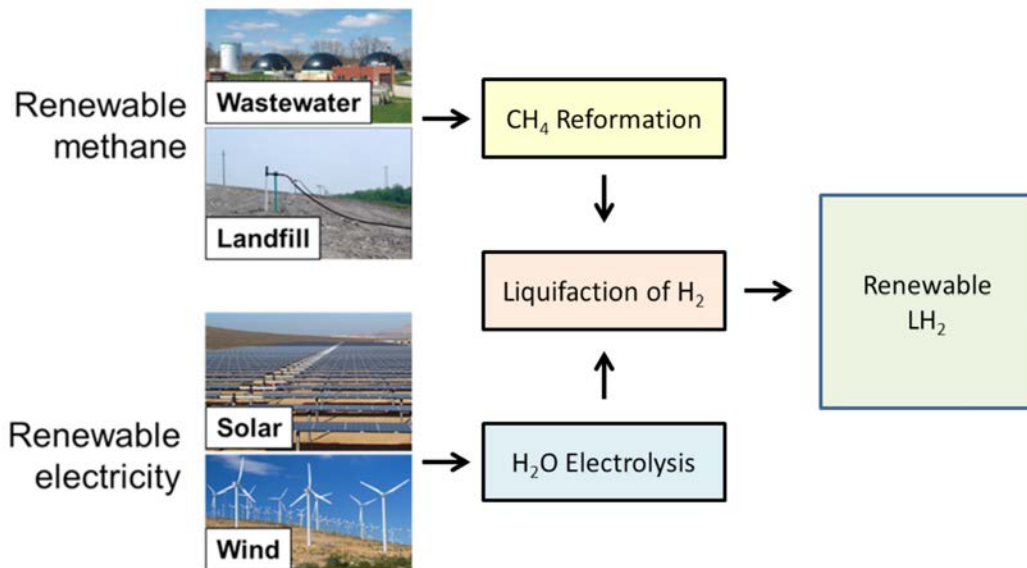 Renewable
methane
Wastewater
Landfill
CH₄ Reformation
Liquifaction of H₂
Renewable
LH₂
Renewable
electricity
Solar
Wind
H₂O Electrolysis